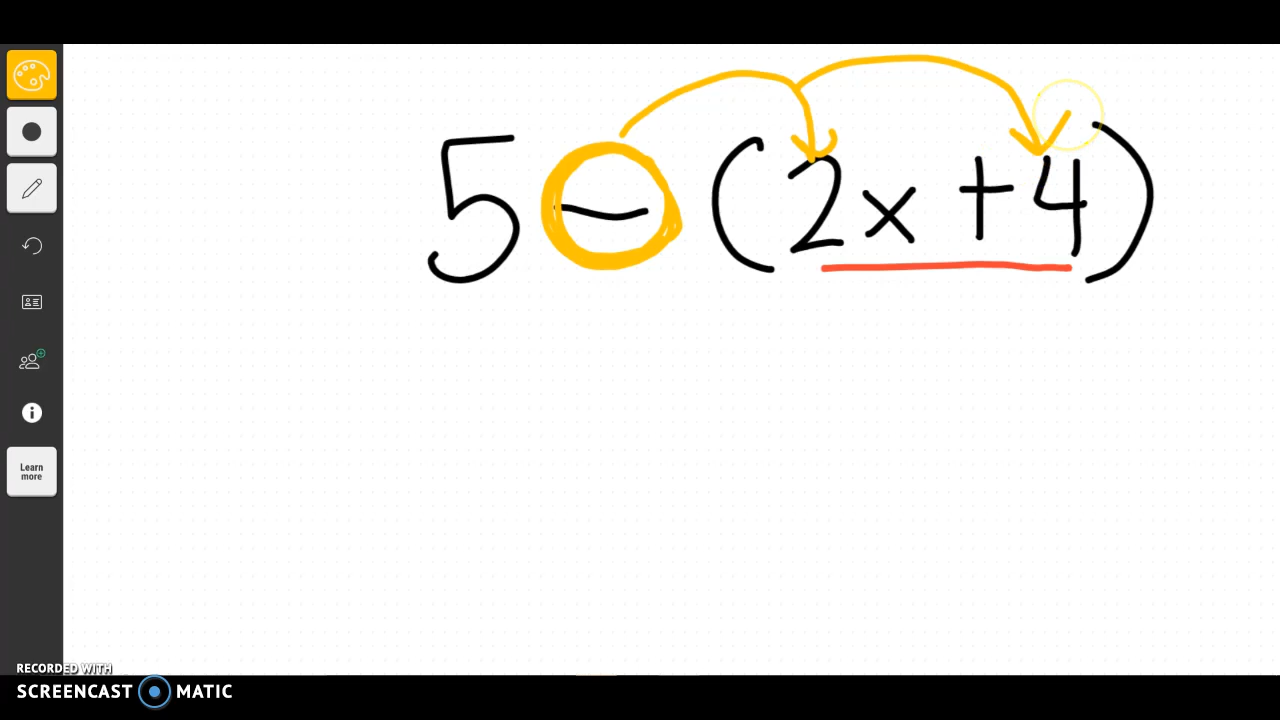 5 - (2x + 4)
Learn
more
RECORDED WITH
SCREENCAST MATIC